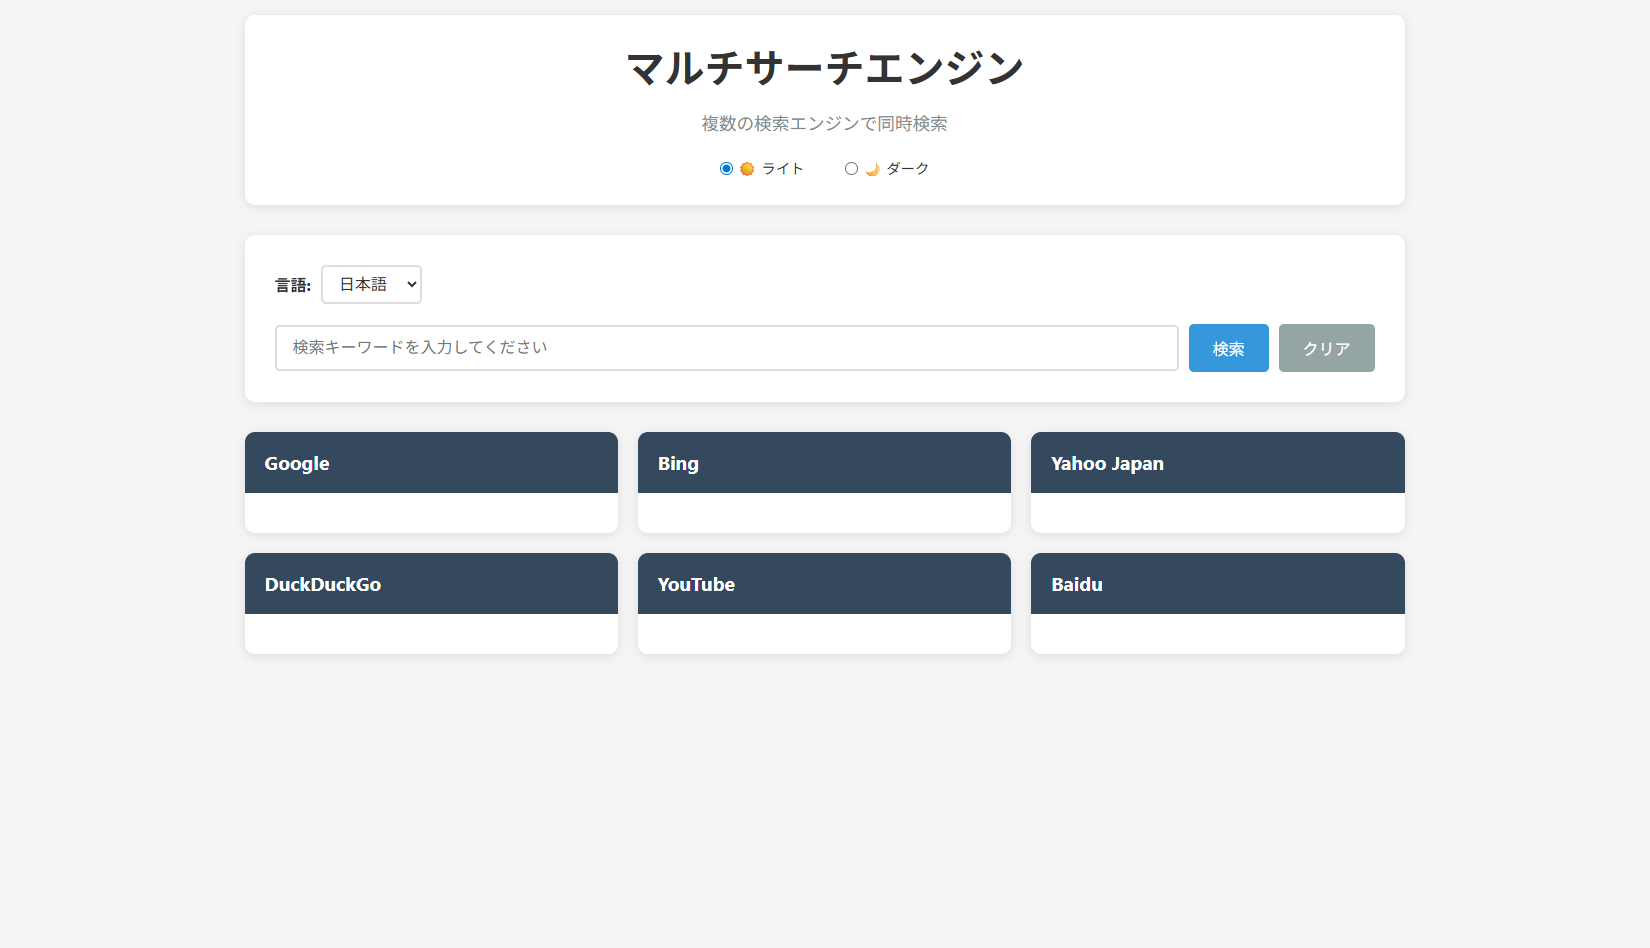 マルチサーチエンジン
複数の検索エンジンで同時検索
ライト ダーク
言語: 日本語
検索キーワードを入力してください 検索 クリア
Google Bing Yahoo Japan
DuckDuckGo YouTube Baidu